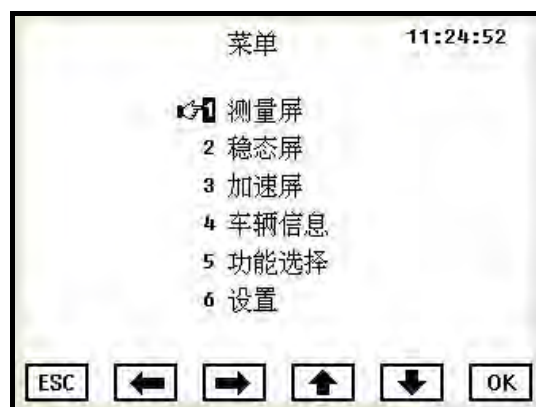 菜单 11:24:52
1 测量屏
2 稳态屏
3 加速屏
4 车辆信息
5 功能选择
6 设置
ESC OK